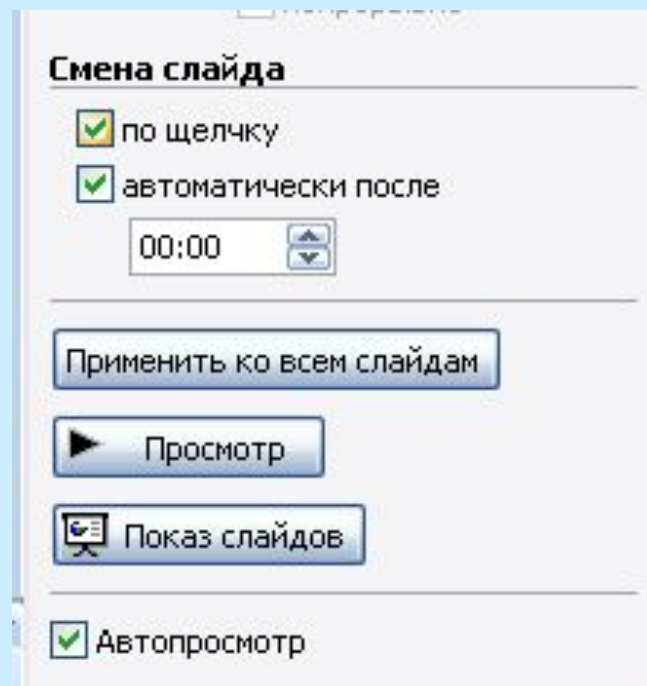 Смена слайда
по щелчку
автоматически после
00:00
Применить ко всем слайдам
Просмотр
Показ слайдов
Автопросмотр